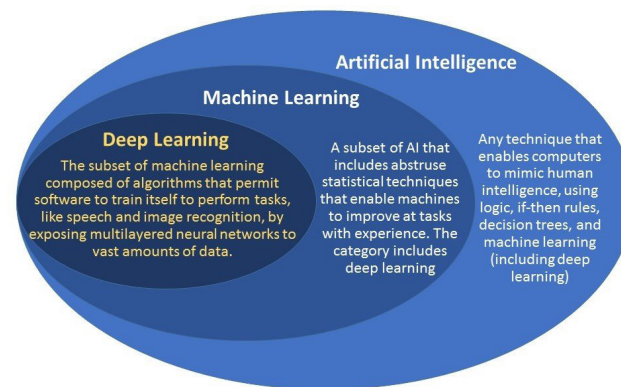 Artificial Intelligence
Machine Learning
Deep Learning
The subset of machine learning
composed of algorithms that permit
software to train itself to perform tasks,
like speech and image recognition, by
exposing multilayered neural networks to
vast amounts of data.
A subset of AI that
includes abstruse
statistical techniques
that enable machines
to improve at tasks
with experience. The
category includes
deep learning
Any technique that
enables computers
to mimic human
intelligence, using
logic, if-then rules,
decision trees, and
machine learning
(including deep
learning)